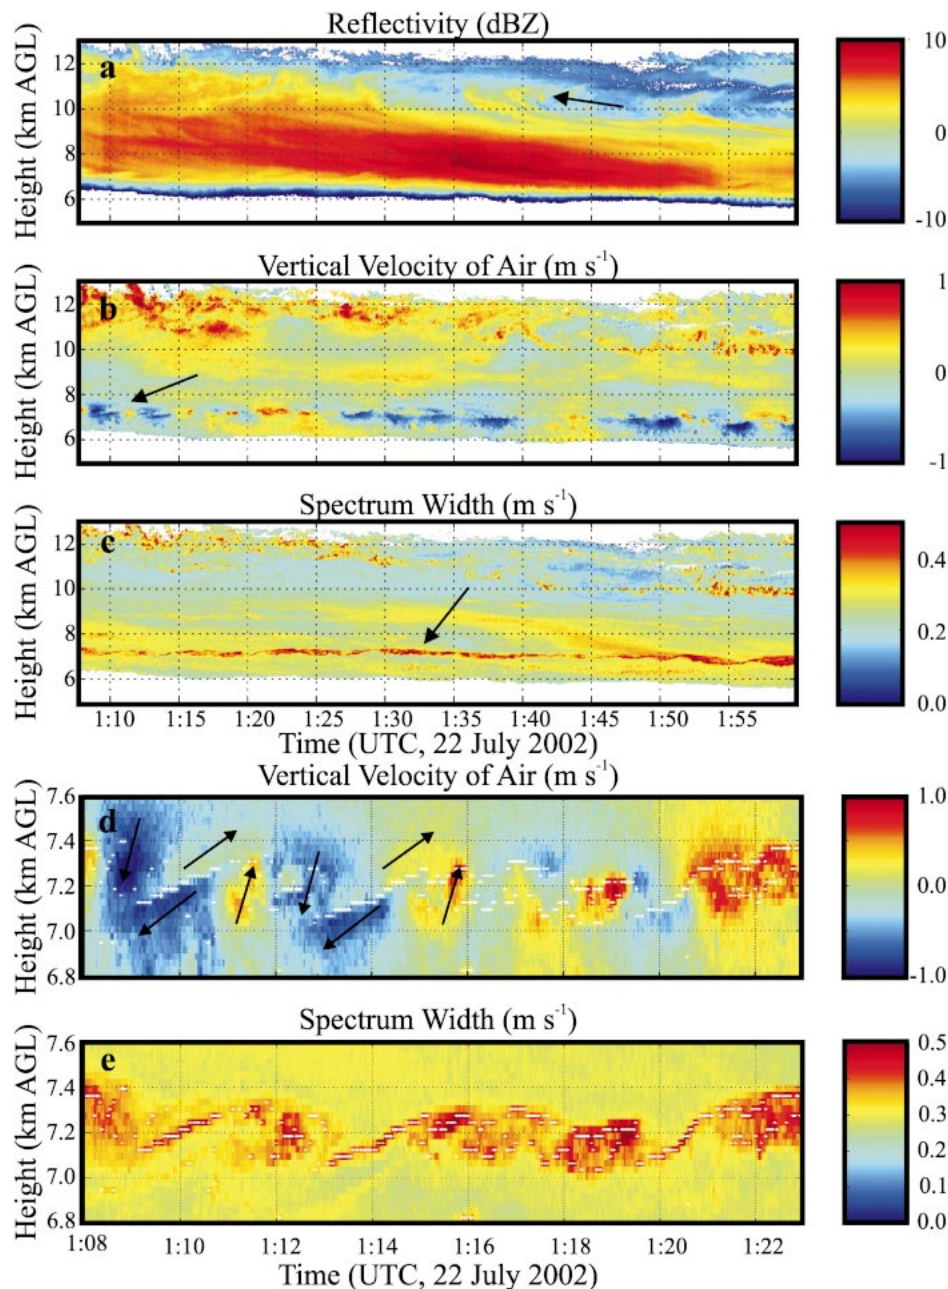 Reflectivity (dBZ)
a
Height (km AGL)
12
10
8
6
10
0
-10
Vertical Velocity of Air (m s⁻¹)
b
Height (km AGL)
12
10
8
6
1
0
-1
Spectrum Width (m s⁻¹)
c
Height (km AGL)
12
10
8
6
0.4
0.2
0.0
1:10 1:15 1:20 1:25 1:30 1:35 1:40 1:45 1:50 1:55
Time (UTC, 22 July 2002)
Vertical Velocity of Air (m s⁻¹)
d
Height (km AGL)
7.6
7.4
7.2
7.0
6.8
1.0
0.5
0.0
-0.5
-1.0
Spectrum Width (m s⁻¹)
e
Height (km AGL)
7.6
7.4
7.2
7.0
6.8
0.5
0.4
0.3
0.2
0.1
0.0
1:08 1:10 1:12 1:14 1:16 1:18 1:20 1:22
Time (UTC, 22 July 2002)